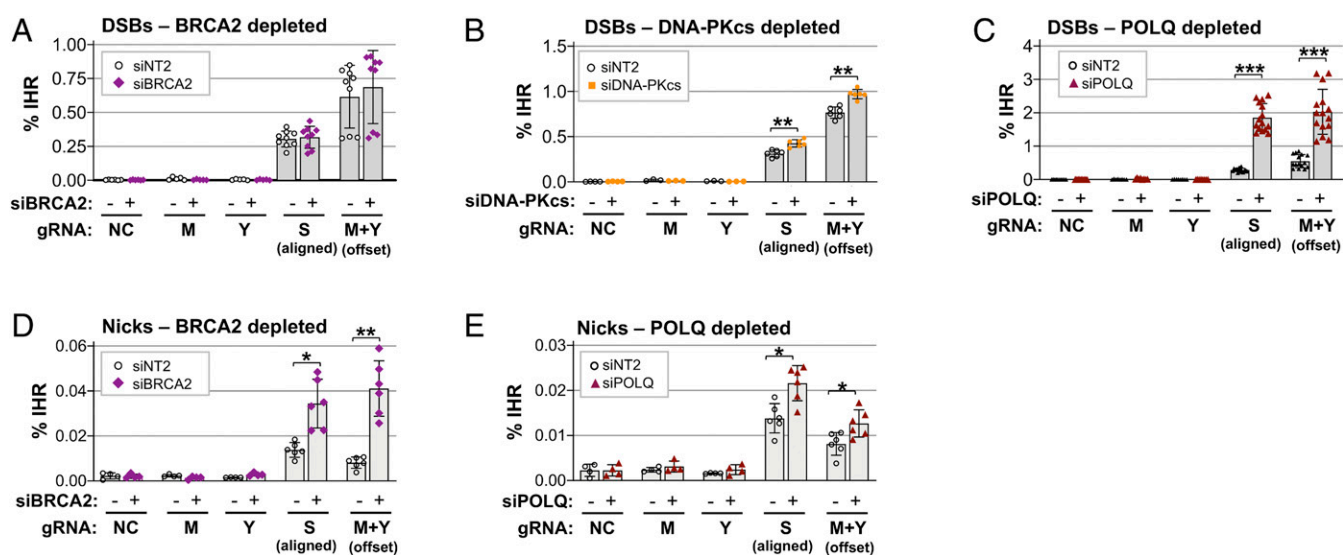 A
DSBs – BRCA2 depleted
1.00
0.75
0.50
0.25
0.00
% IHR
siNT2
siBRCA2
siBRCA2: - + - + - + - + - +
gRNA: NC M Y S M+Y
(aligned) (offset)
B
DSBs – DNA-PKcs depleted
1.5
1.0
0.5
0.0
% IHR
siNT2
siDNA-PKcs
** **
siDNA-PKcs: - + - + - + - + - +
gRNA: NC M Y S M+Y
(aligned) (offset)
C
DSBs – POLQ depleted
4
3
2
1
0
% IHR
siNT2
siPOLQ
*** ***
siPOLQ: - + - + - + - + - +
gRNA: NC M Y S M+Y
(aligned) (offset)
D
Nicks – BRCA2 depleted
0.06
0.04
0.02
0.00
% IHR
siNT2
siBRCA2
* **
siBRCA2: - + - + - + - + - +
gRNA: NC M Y S M+Y
(aligned) (offset)
E
Nicks – POLQ depleted
0.03
0.02
0.01
0.00
% IHR
siNT2
siPOLQ
* *
siPOLQ: - + - + - + - + - +
gRNA: NC M Y S M+Y
(aligned) (offset)